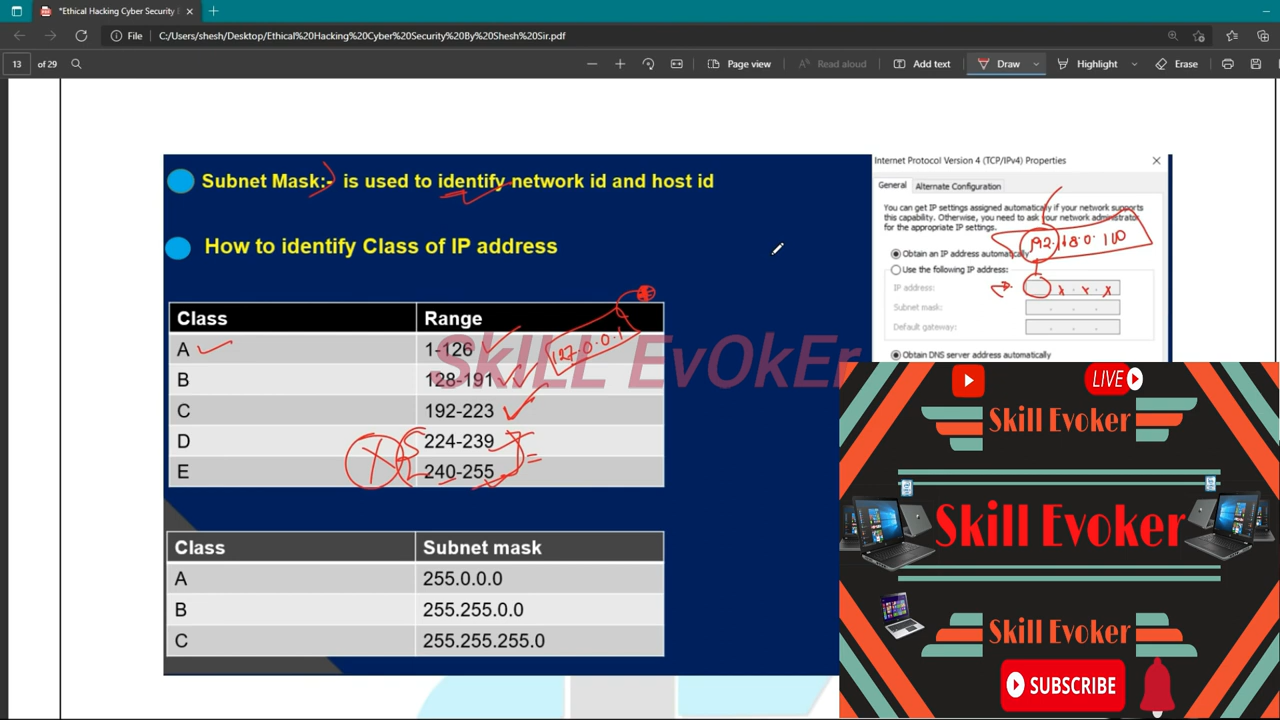 *Ethical Hacking Cyber Security
File
C:/Users/shesh/Desktop/Ethical%20Hacking%20Cyber%20Security%20By%20Shesh%20Sir.pdf
13 of 29
Page view
Read aloud
Add text
Draw
Highlight
Erase
Subnet Mask:- is used to identify network id and host id
How to identify Class of IP address
Class Range
A 1-126
127.0.0.1
B 128-191
C 192-223
D 224-239
E 240-255
SKILL EvOkEr
Class Subnet mask
A 255.0.0.0
B 255.255.0.0
C 255.255.255.0
Internet Protocol Version 4 (TCP/IPv4) Properties
General Alternate Configuration
You can get IP settings assigned automatically if your network supports
this capability. Otherwise, you need to ask your network administrator
for the appropriate IP settings.
Obtain an IP address automatically
Use the following IP address:
IP address:
x x x
Subnet mask:
Default gateway:
Obtain DNS server address automatically
LIVE
Skill Evoker
Skill Evoker
Skill Evoker
SUBSCRIBE